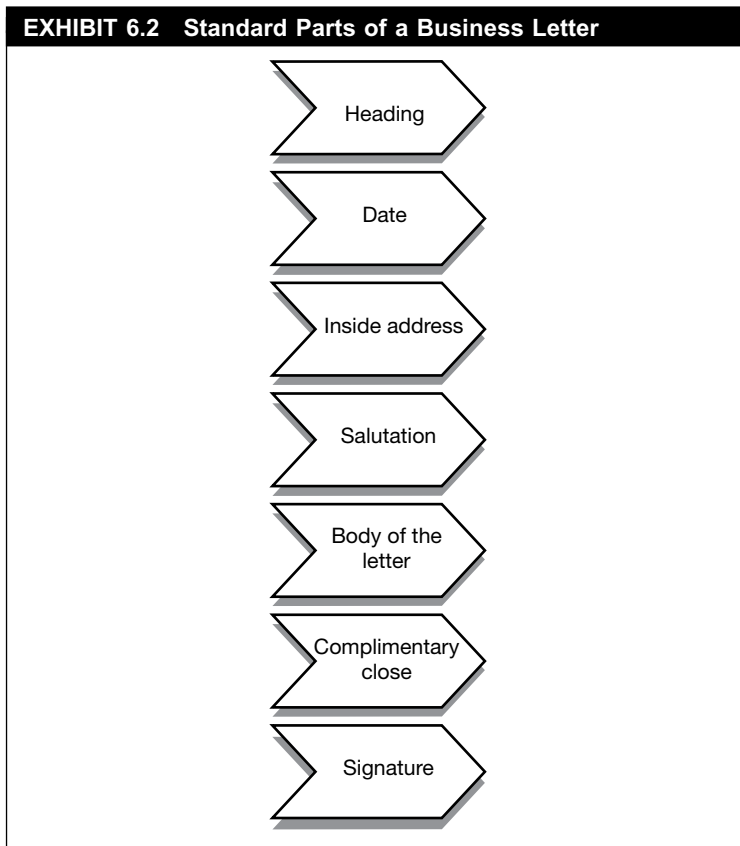 EXHIBIT 6.2 Standard Parts of a Business Letter
Heading
Date
Inside address
Salutation
Body of the
letter
Complimentary
close
Signature